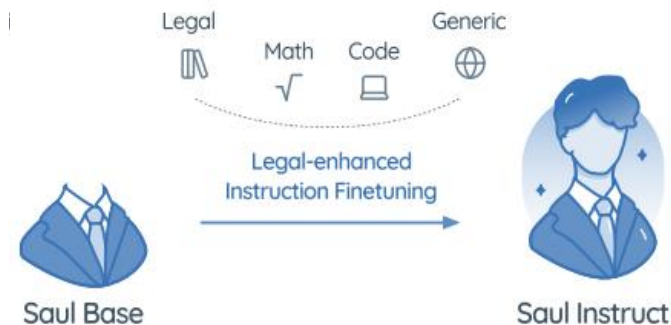 Legal
Generic
Math
Code
Legal-enhanced
Instruction Finetuning
Saul Base
Saul Instruct